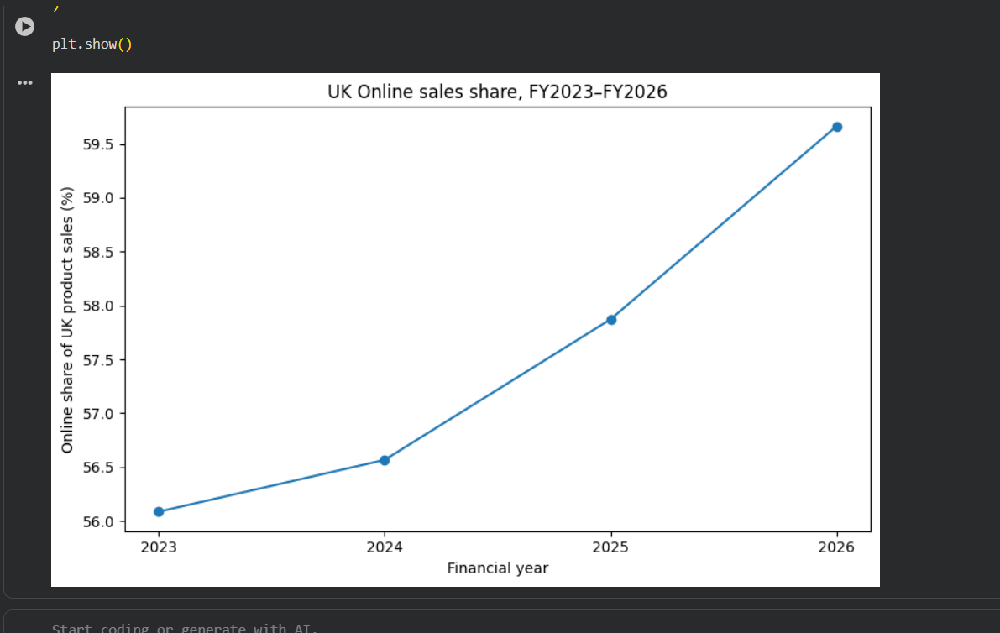 )
plt.show()
UK Online sales share, FY2023–FY2026
Online share of UK product sales (%)
59.5
59.0
58.5
58.0
57.5
57.0
56.5
56.0
2023 2024 2025 2026
Financial year
Start coding or generate with AI.